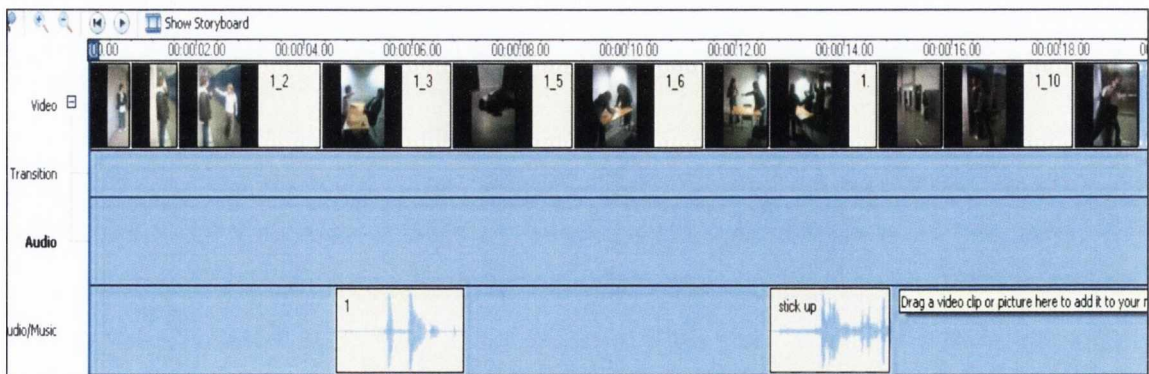 Show Storyboard
0.00 00:00:02.00 00:00:04.00 00:00:06.00 00:00:08.00 00:00:10.00 00:00:12.00 00:00:14.00 00:00:16.00 00:00:18.00
Video 1_2 1_3 1_5 1_6 1. 1_10
Transition
Audio
udio/Music 1 stick up Drag a video clip or picture here to add it to your